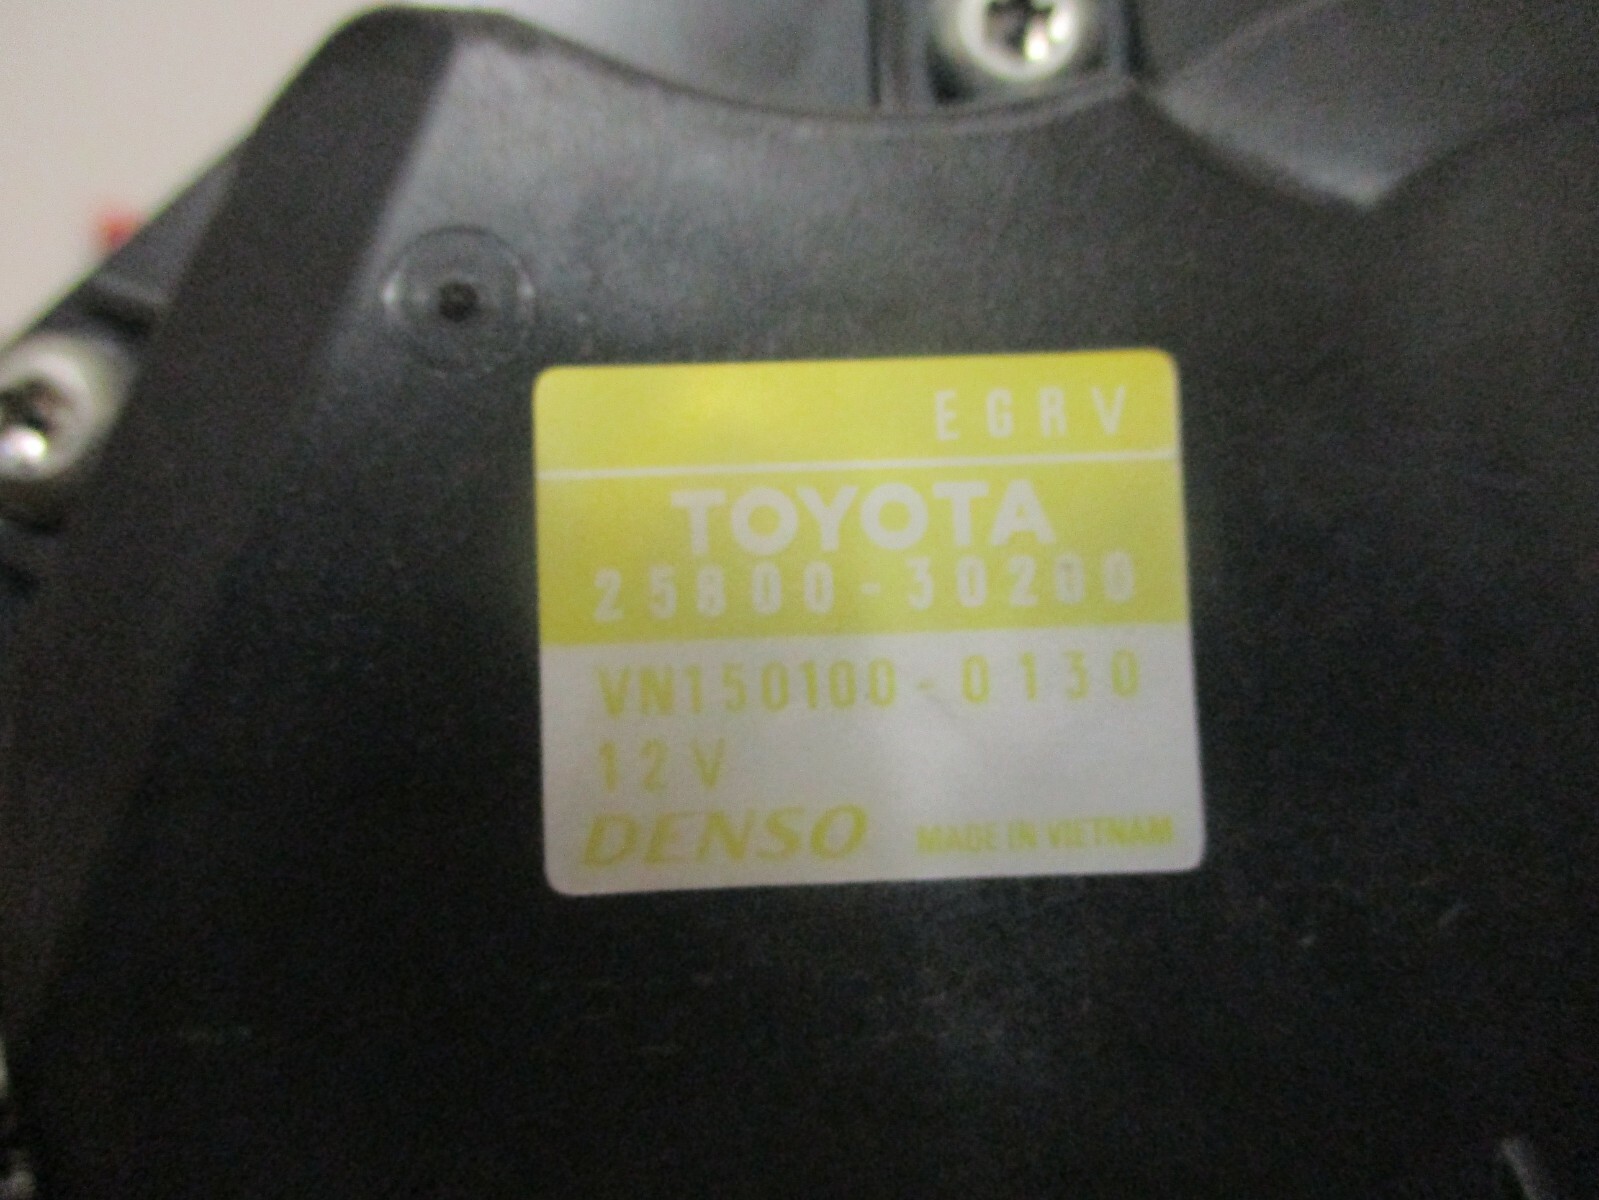 EGRV
TOYOTA
25800-30200
VN150100-0130
12V
DENSO MADE IN VIETNAM